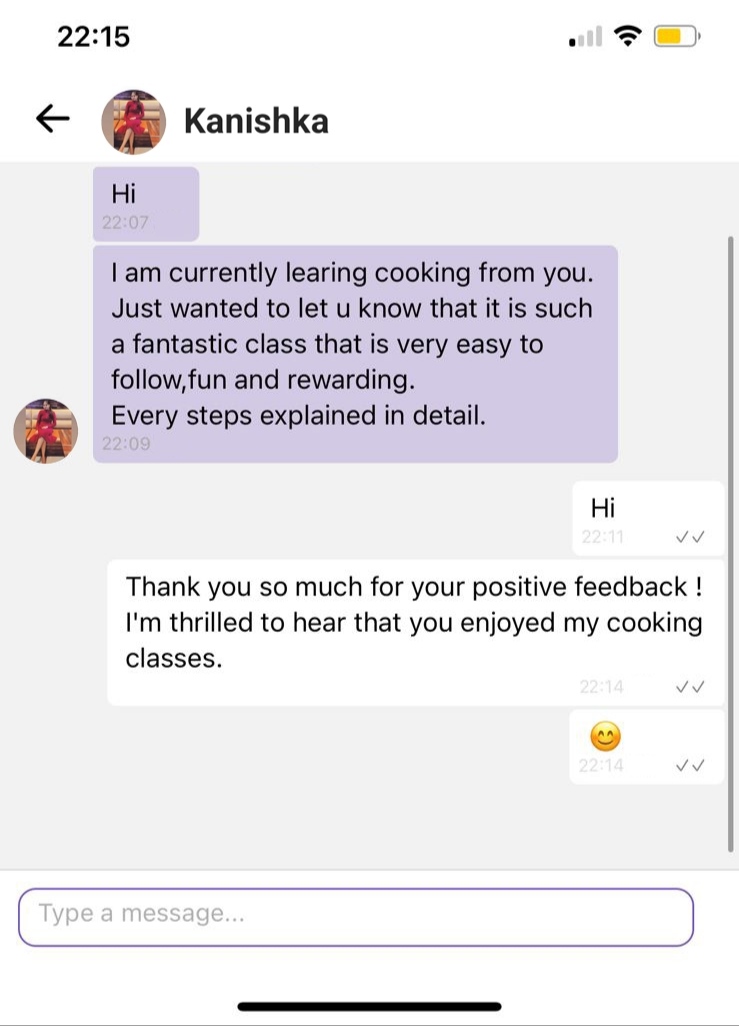 22:15
Kanishka
Hi
22:07
I am currently learing cooking from you.
Just wanted to let u know that it is such
a fantastic class that is very easy to
follow,fun and rewarding.
Every steps explained in detail.
22:09
Hi
22:11
Thank you so much for your positive feedback !
I'm thrilled to hear that you enjoyed my cooking
classes.
22:14
😊
22:14
Type a message...